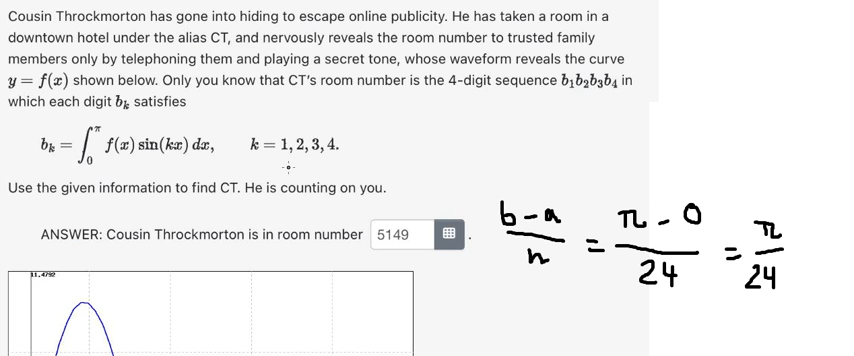 Cousin Throckmorton has gone into hiding to escape online publicity. He has taken a room in a
downtown hotel under the alias CT, and nervously reveals the room number to trusted family
members only by telephoning them and playing a secret tone, whose waveform reveals the curve
y = f(x) shown below. Only you know that CT's room number is the 4-digit sequence b₁b₂b₃b₄ in
which each digit bₖ satisfies
bₖ = ∫₀^π f(x) sin(kx) dx, k = 1, 2, 3, 4.
Use the given information to find CT. He is counting on you.
ANSWER: Cousin Throckmorton is in room number 5149 .
b-a/n = π-0/24 = π/24
11.4792